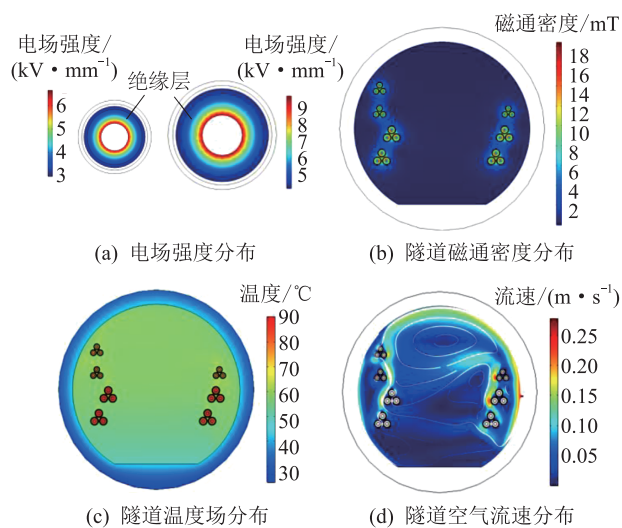 电场强度/
(kV·mm⁻¹)
6
5
4
3
绝缘层
电场强度/
(kV·mm⁻¹)
9
8
7
6
5
(a) 电场强度分布
磁通密度/mT
18
16
14
12
10
8
6
4
2
(b) 隧道磁通密度分布
温度/℃
90
80
70
60
50
40
30
(c) 隧道温度场分布
流速/(m·s⁻¹)
0.25
0.20
0.15
0.10
0.05
(d) 隧道空气流速分布